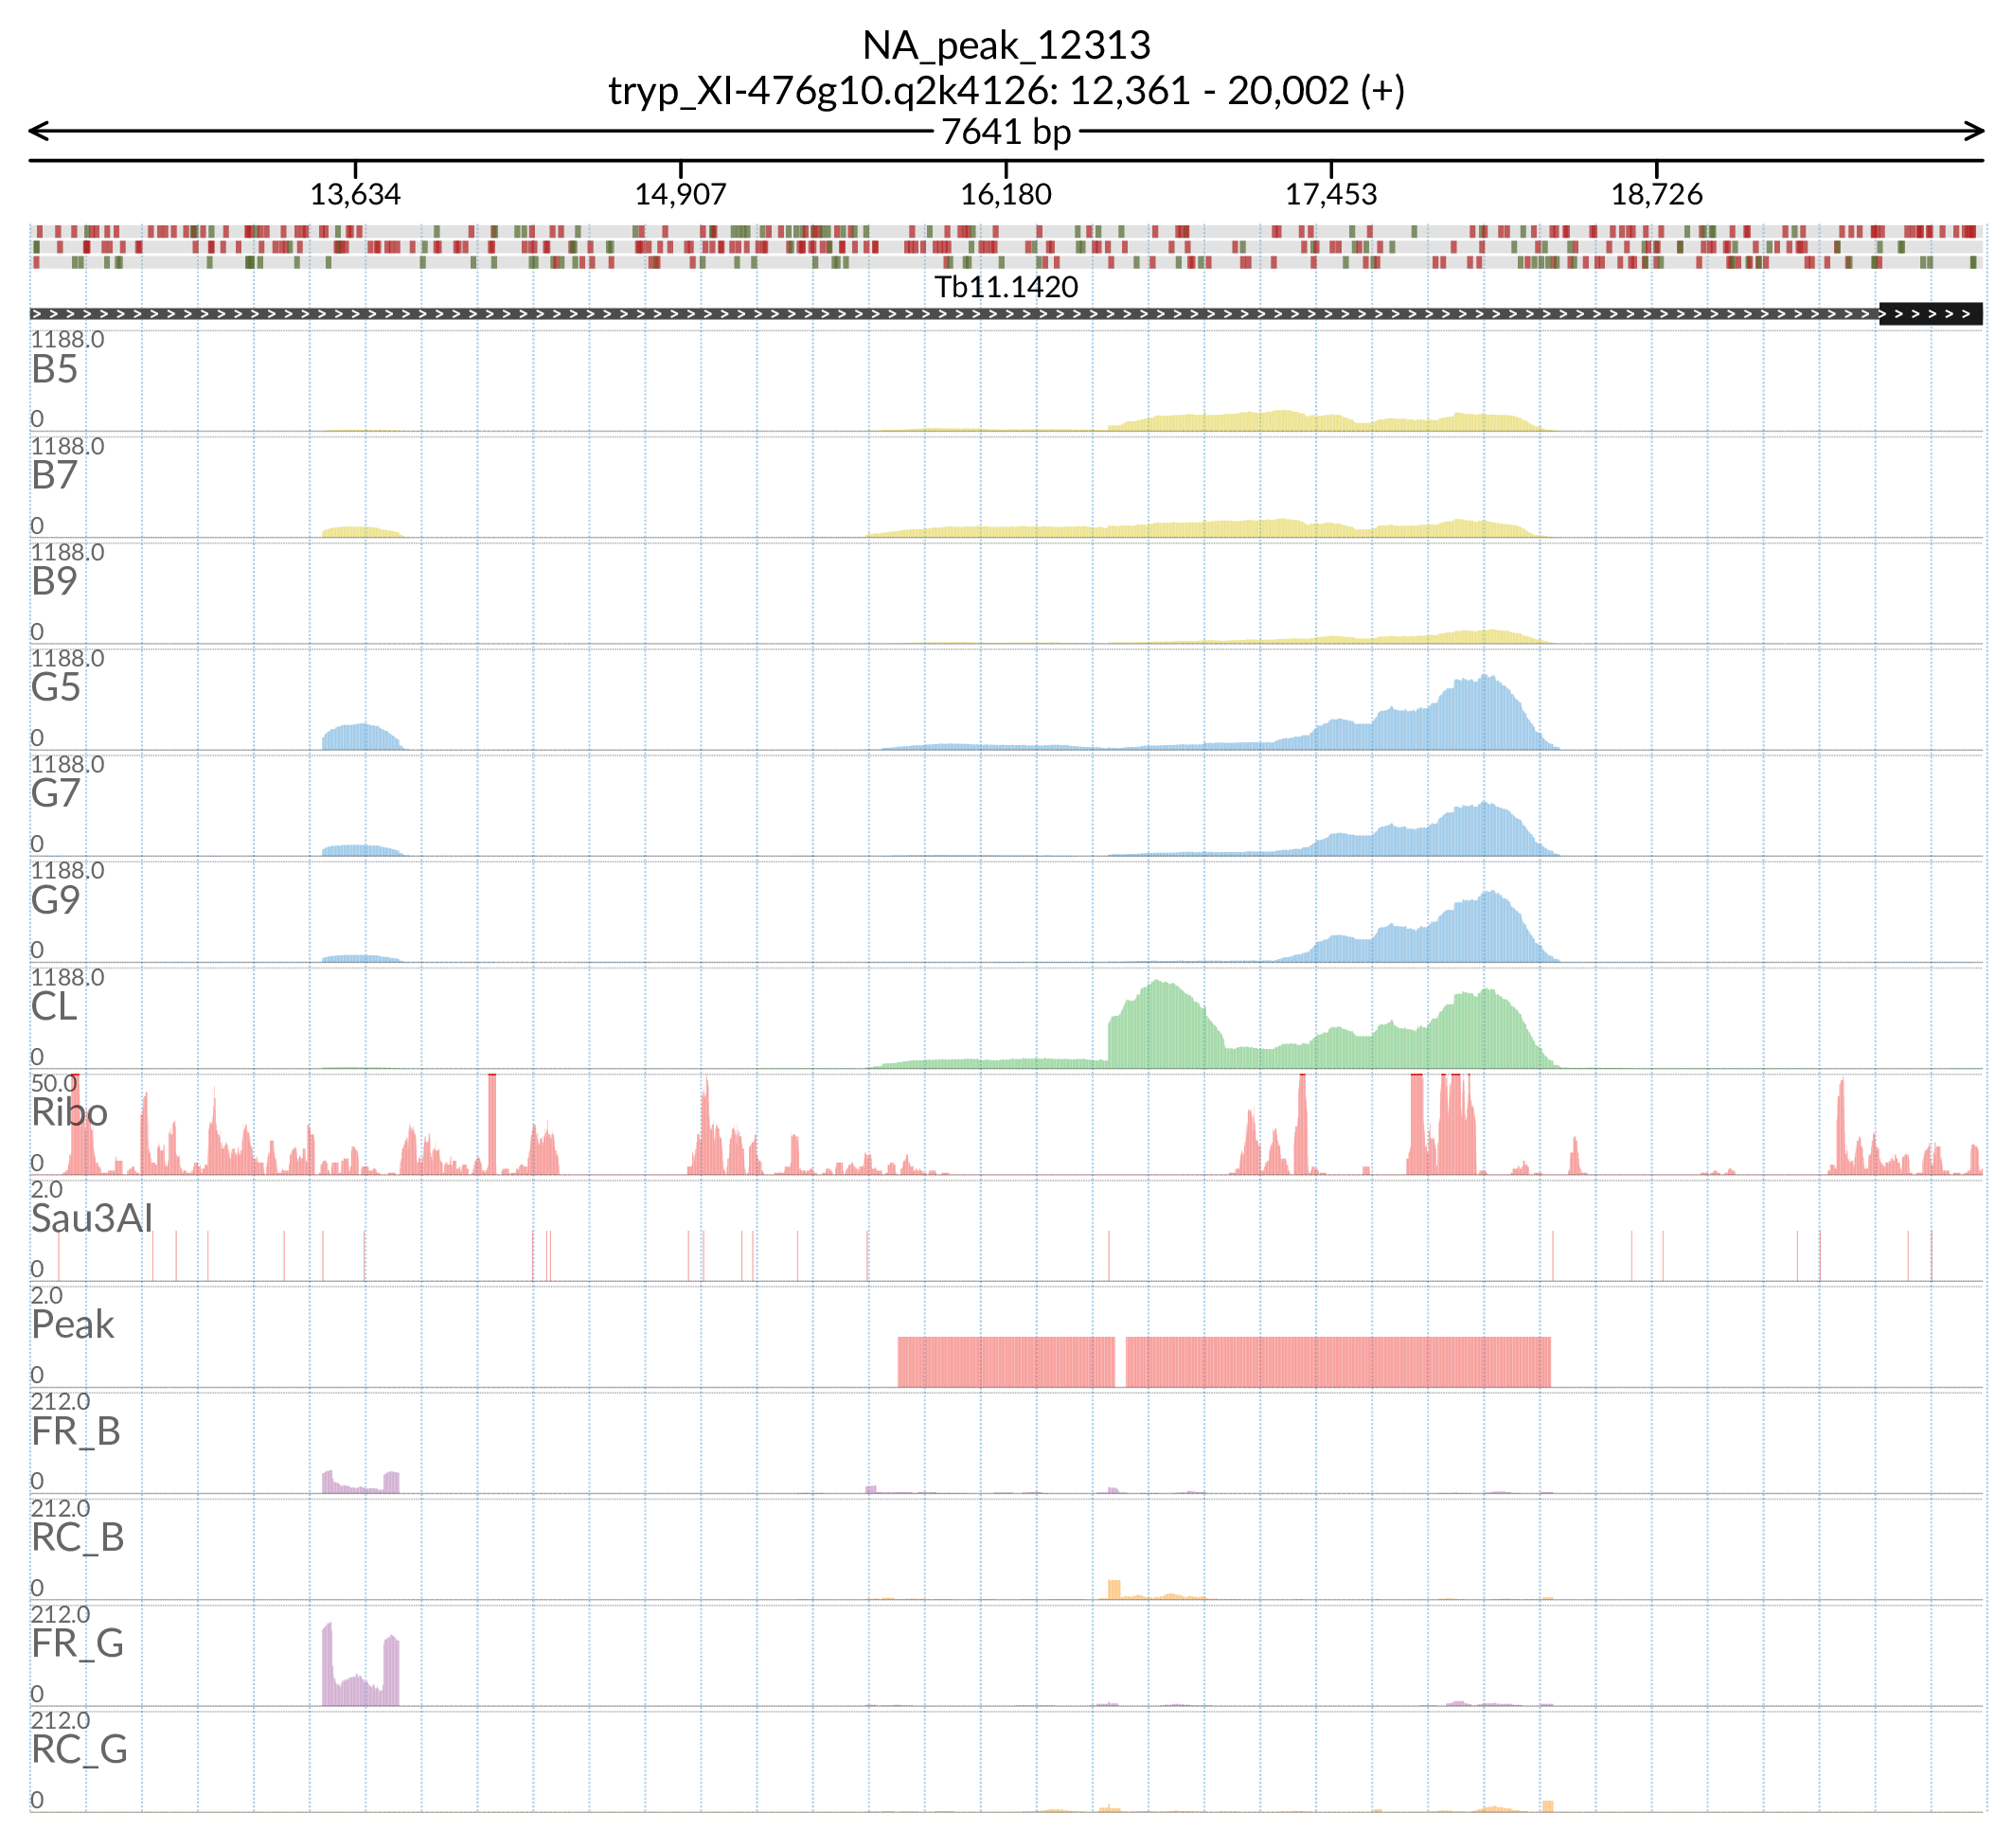 NA_peak_12313
tryp_XI-476g10.q2k4126: 12,361 - 20,002 (+)
7641 bp
13,634 14,907 16,180 17,453 18,726
Tb11.1420
1188.0
B5
0
1188.0
B7
0
1188.0
B9
0
1188.0
G5
0
1188.0
G7
0
1188.0
G9
0
1188.0
CL
0
50.0
Ribo
0
2.0
Sau3AI
0
2.0
Peak
0
212.0
FR_B
0
212.0
RC_B
0
212.0
FR_G
0
212.0
RC_G
0